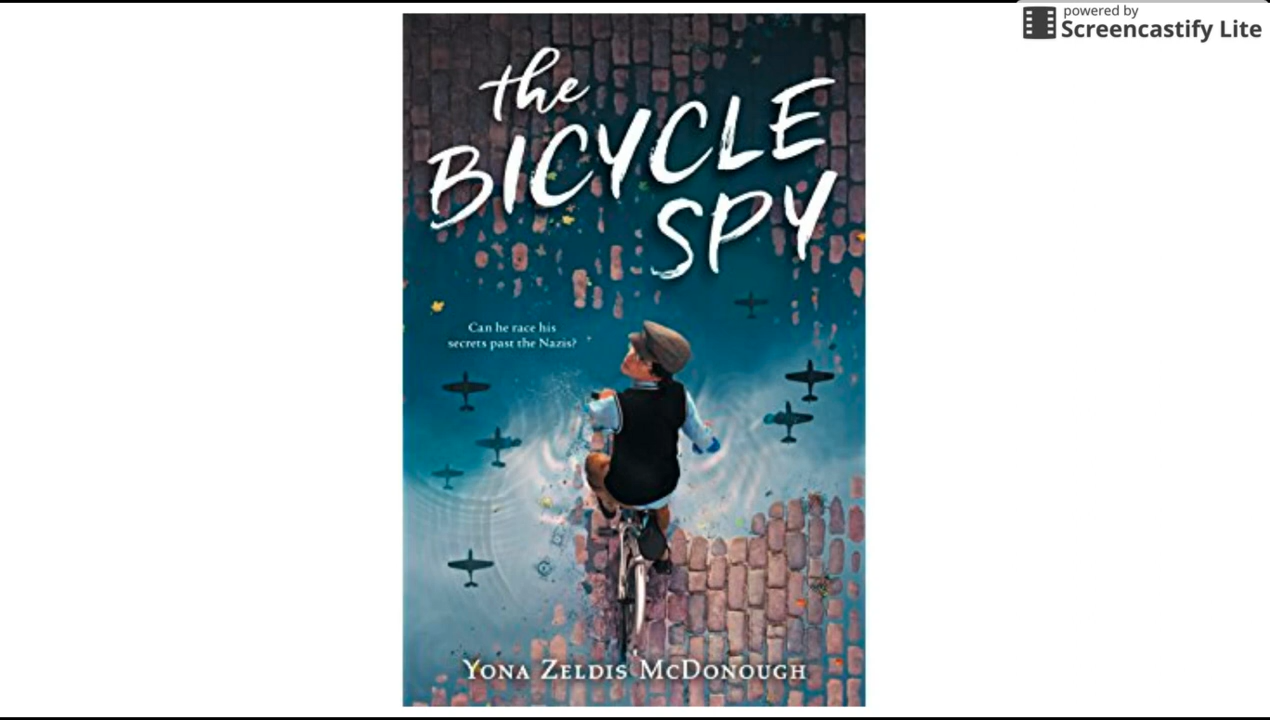 powered by
Screencastify Lite
the
BICYCLE
SPY
Can he race his
secrets past the Nazis?
YONA ZELDIS MCDONOUGH